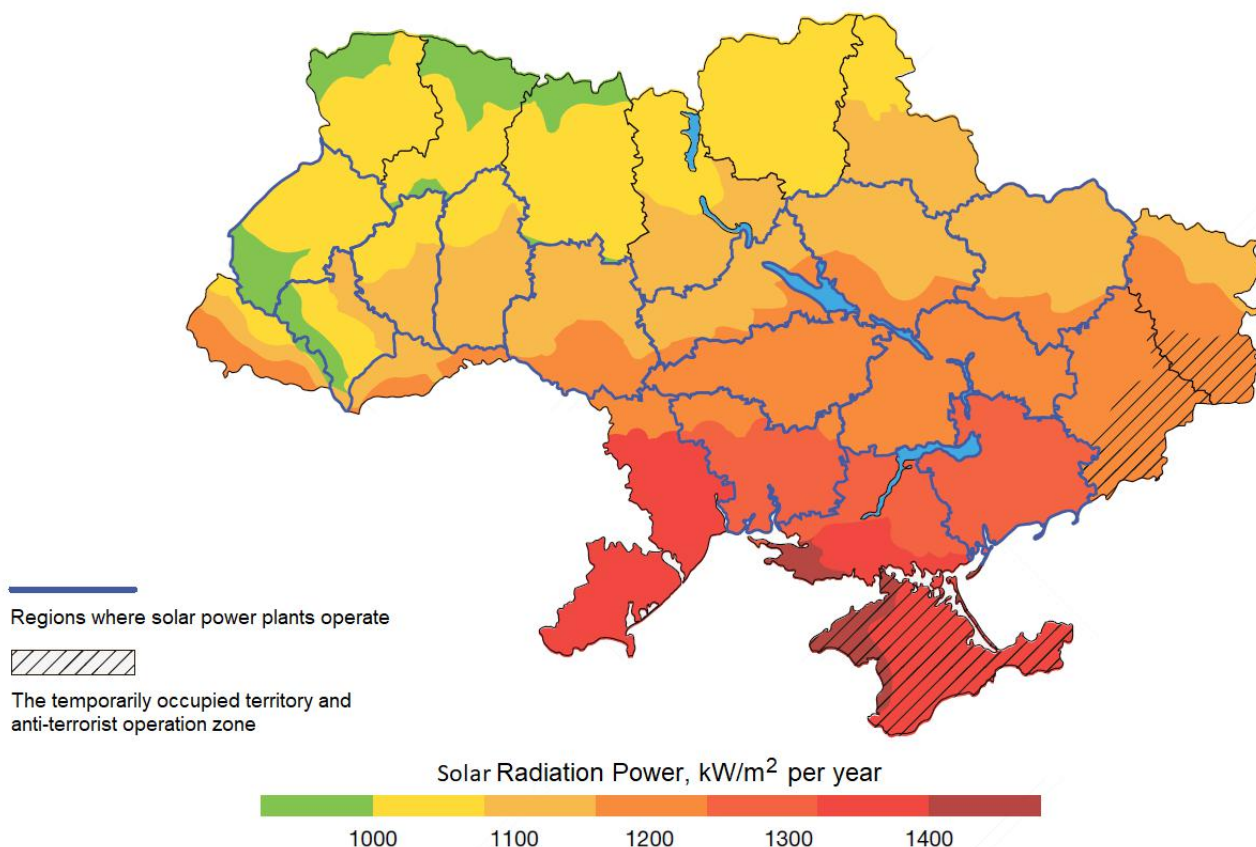 Regions where solar power plants operate
The temporarily occupied territory and
anti-terrorist operation zone
Solar Radiation Power, kW/m² per year
1000 1100 1200 1300 1400